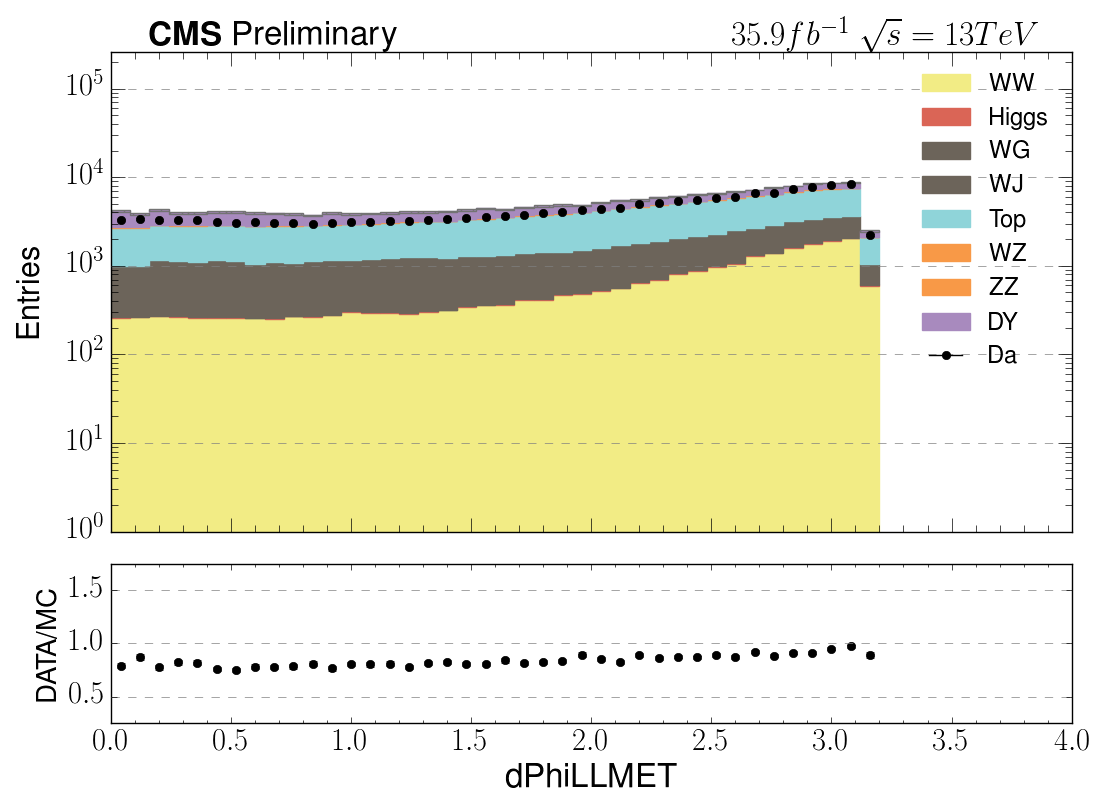 CMS Preliminary
35.9fb⁻¹ √s = 13TeV
Entries
10⁵
10⁴
10³
10²
10¹
10⁰
WW
Higgs
WG
WJ
Top
WZ
ZZ
DY
Da
DATA/MC
1.5
1.0
0.5
0.0 0.5 1.0 1.5 2.0 2.5 3.0 3.5 4.0
dPhiLLMET